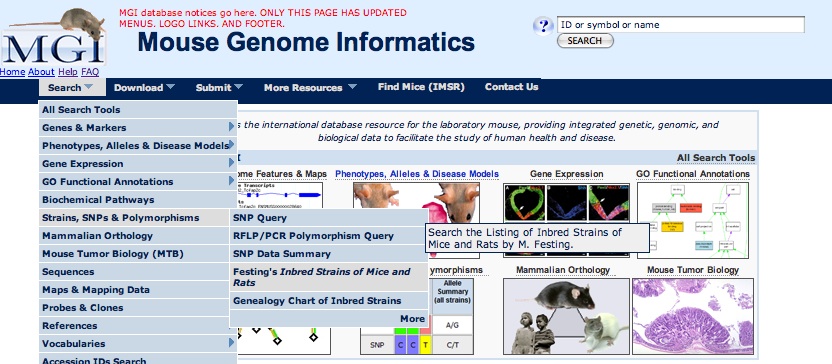 MGI database notices go here. ONLY THIS PAGE HAS UPDATED
MENUS. LOGO LINKS. AND FOOTER.
MGI
Mouse Genome Informatics
?
ID or symbol or name
SEARCH
Home About Help FAQ
Search Download Submit More Resources Find Mice (IMSR) Contact Us
All Search Tools
Genes & Markers
Phenotypes, Alleles & Disease Models
Gene Expression
GO Functional Annotations
Biochemical Pathways
Strains, SNPs & Polymorphisms
Mammalian Orthology
Mouse Tumor Biology (MTB)
Sequences
Maps & Mapping Data
Probes & Clones
References
Vocabularies
Accession IDs Search
SNP Query
RFLP/PCR Polymorphism Query
SNP Data Summary
Festing's Inbred Strains of Mice and
Rats
Genealogy Chart of Inbred Strains
More
Search the Listing of Inbred Strains of
Mice and Rats by M. Festing.
s the international database resource for the laboratory mouse, providing integrated genetic, genomic, and
biological data to facilitate the study of human health and disease.
I
All Search Tools
ome Features & Maps
Phenotypes, Alleles & Disease Models
Gene Expression
GO Functional Annotations
A B C
ymorphisms
Mammalian Orthology
Mouse Tumor Biology
Allele
Summary
(all strains)
A/G
SNP C C T C/T